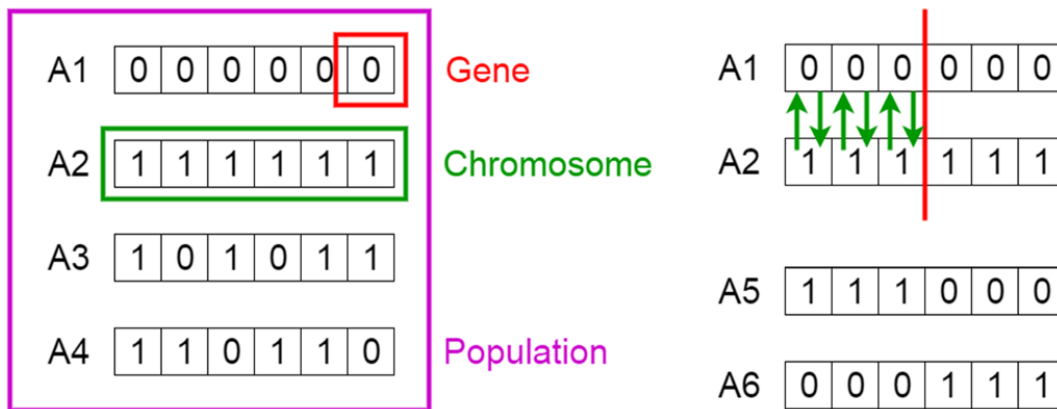 A1 0 0 0 0 0 0 Gene
A2 1 1 1 1 1 1 Chromosome
A3 1 0 1 0 1 1
A4 1 1 0 1 1 0 Population
A1 0 0 0 0 0 0
A2 1 1 1 1 1 1
A5 1 1 1 0 0 0
A6 0 0 0 1 1 1